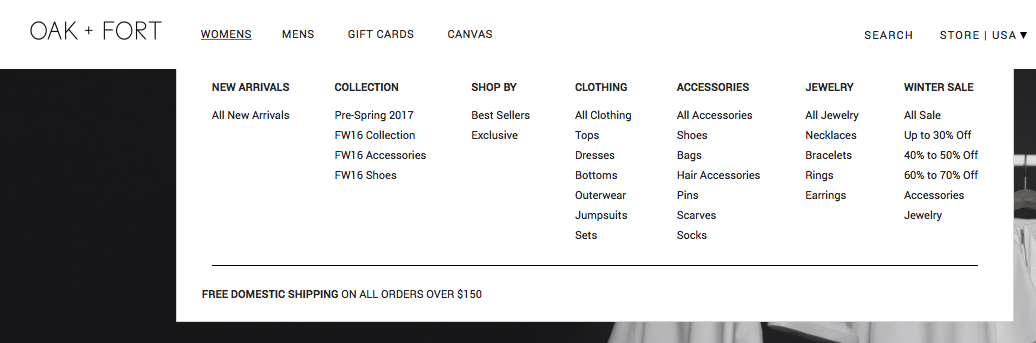 OAK + FORT
WOMENS
MENS
GIFT CARDS
CANVAS
SEARCH
STORE | USA ▼
NEW ARRIVALS
All New Arrivals
COLLECTION
Pre-Spring 2017
FW16 Collection
FW16 Accessories
FW16 Shoes
SHOP BY
Best Sellers
Exclusive
CLOTHING
All Clothing
Tops
Dresses
Bottoms
Outerwear
Jumpsuits
Sets
ACCESSORIES
All Accessories
Shoes
Bags
Hair Accessories
Pins
Scarves
Socks
JEWELRY
All Jewelry
Necklaces
Bracelets
Rings
Earrings
WINTER SALE
All Sale
Up to 30% Off
40% to 50% Off
60% to 70% Off
Accessories
Jewelry
FREE DOMESTIC SHIPPING ON ALL ORDERS OVER $150